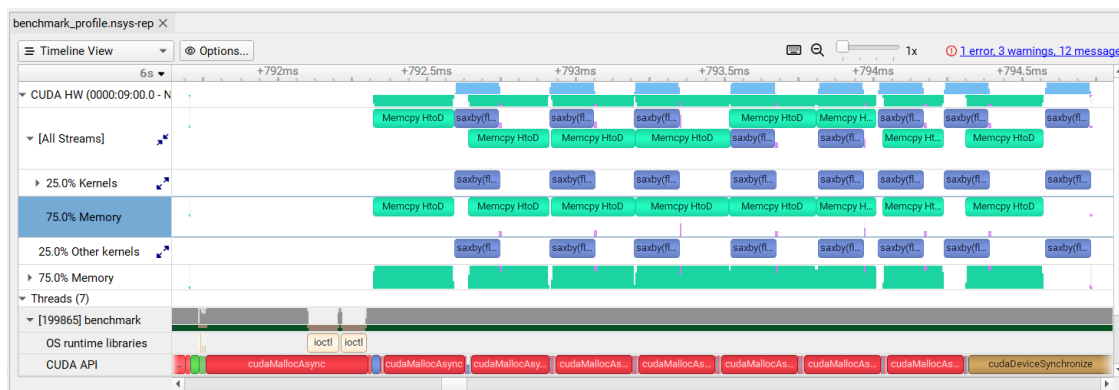 benchmark_profile.nsys-rep ×
Timeline View Options... 1x 1 error, 3 warnings, 12 message
6s +792ms +792.5ms +793ms +793.5ms +794ms +794.5ms
CUDA HW (0000:09:00.0 - N
Memcpy HtoD saxby(fl... saxby(fl... saxby(fl... Memcpy HtoD Memcpy H... saxby(fl... saxby(fl... saxby(fl...
[All Streams] Memcpy HtoD Memcpy HtoD Memcpy HtoD saxby(fl... saxby(fl... Memcpy Ht... Memcpy HtoD
25.0% Kernels saxby(fl... saxby(fl... saxby(fl... saxby(fl... saxby(fl... saxby(fl... saxby(fl... saxby(fl...
75.0% Memory Memcpy HtoD Memcpy HtoD Memcpy HtoD Memcpy HtoD Memcpy HtoD Memcpy H... Memcpy Ht... Memcpy HtoD
25.0% Other kernels saxby(fl... saxby(fl... saxby(fl... saxby(fl... saxby(fl... saxby(fl... saxby(fl... saxby(fl...
75.0% Memory
Threads (7)
[199865] benchmark
OS runtime libraries ioctl ioctl
CUDA API ... cudaMallocAsync cudaMallocAsync cudaMallocAsy... cudaMallocAs... cudaMallocAs... cudaMallocAs... cudaMallocAs... cudaMallocAs... cudaDeviceSynchronize